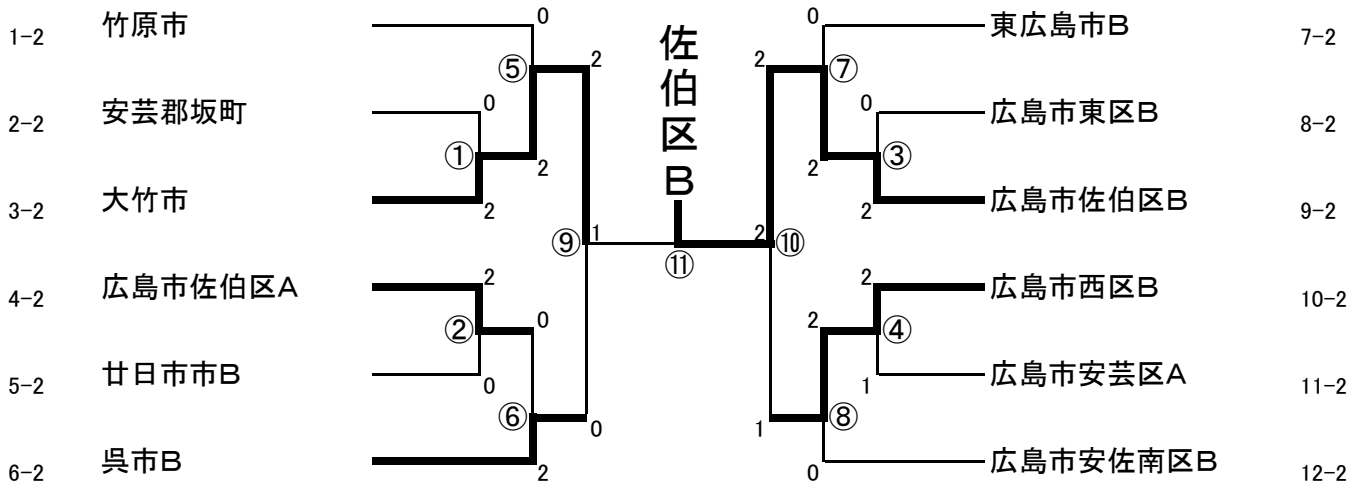 1-2 竹原市 0 佐伯区B 0 東広島市B 7-2
⑤ 2 2 ⑦
2-2 安芸郡坂町 0 0 広島市東区B 8-2
① 2 2 ③
3-2 大竹市 2 2 広島市佐伯区B 9-2
⑨ 1 ⑪ 2 ⑩
4-2 広島市佐伯区A 2 2 広島市西区B 10-2
② 0 2 ④
5-2 廿日市市B 0 1 広島市安芸区A 11-2
⑥ 0 1 ⑧
6-2 呉市B 2 0 広島市安佐南区B 12-2